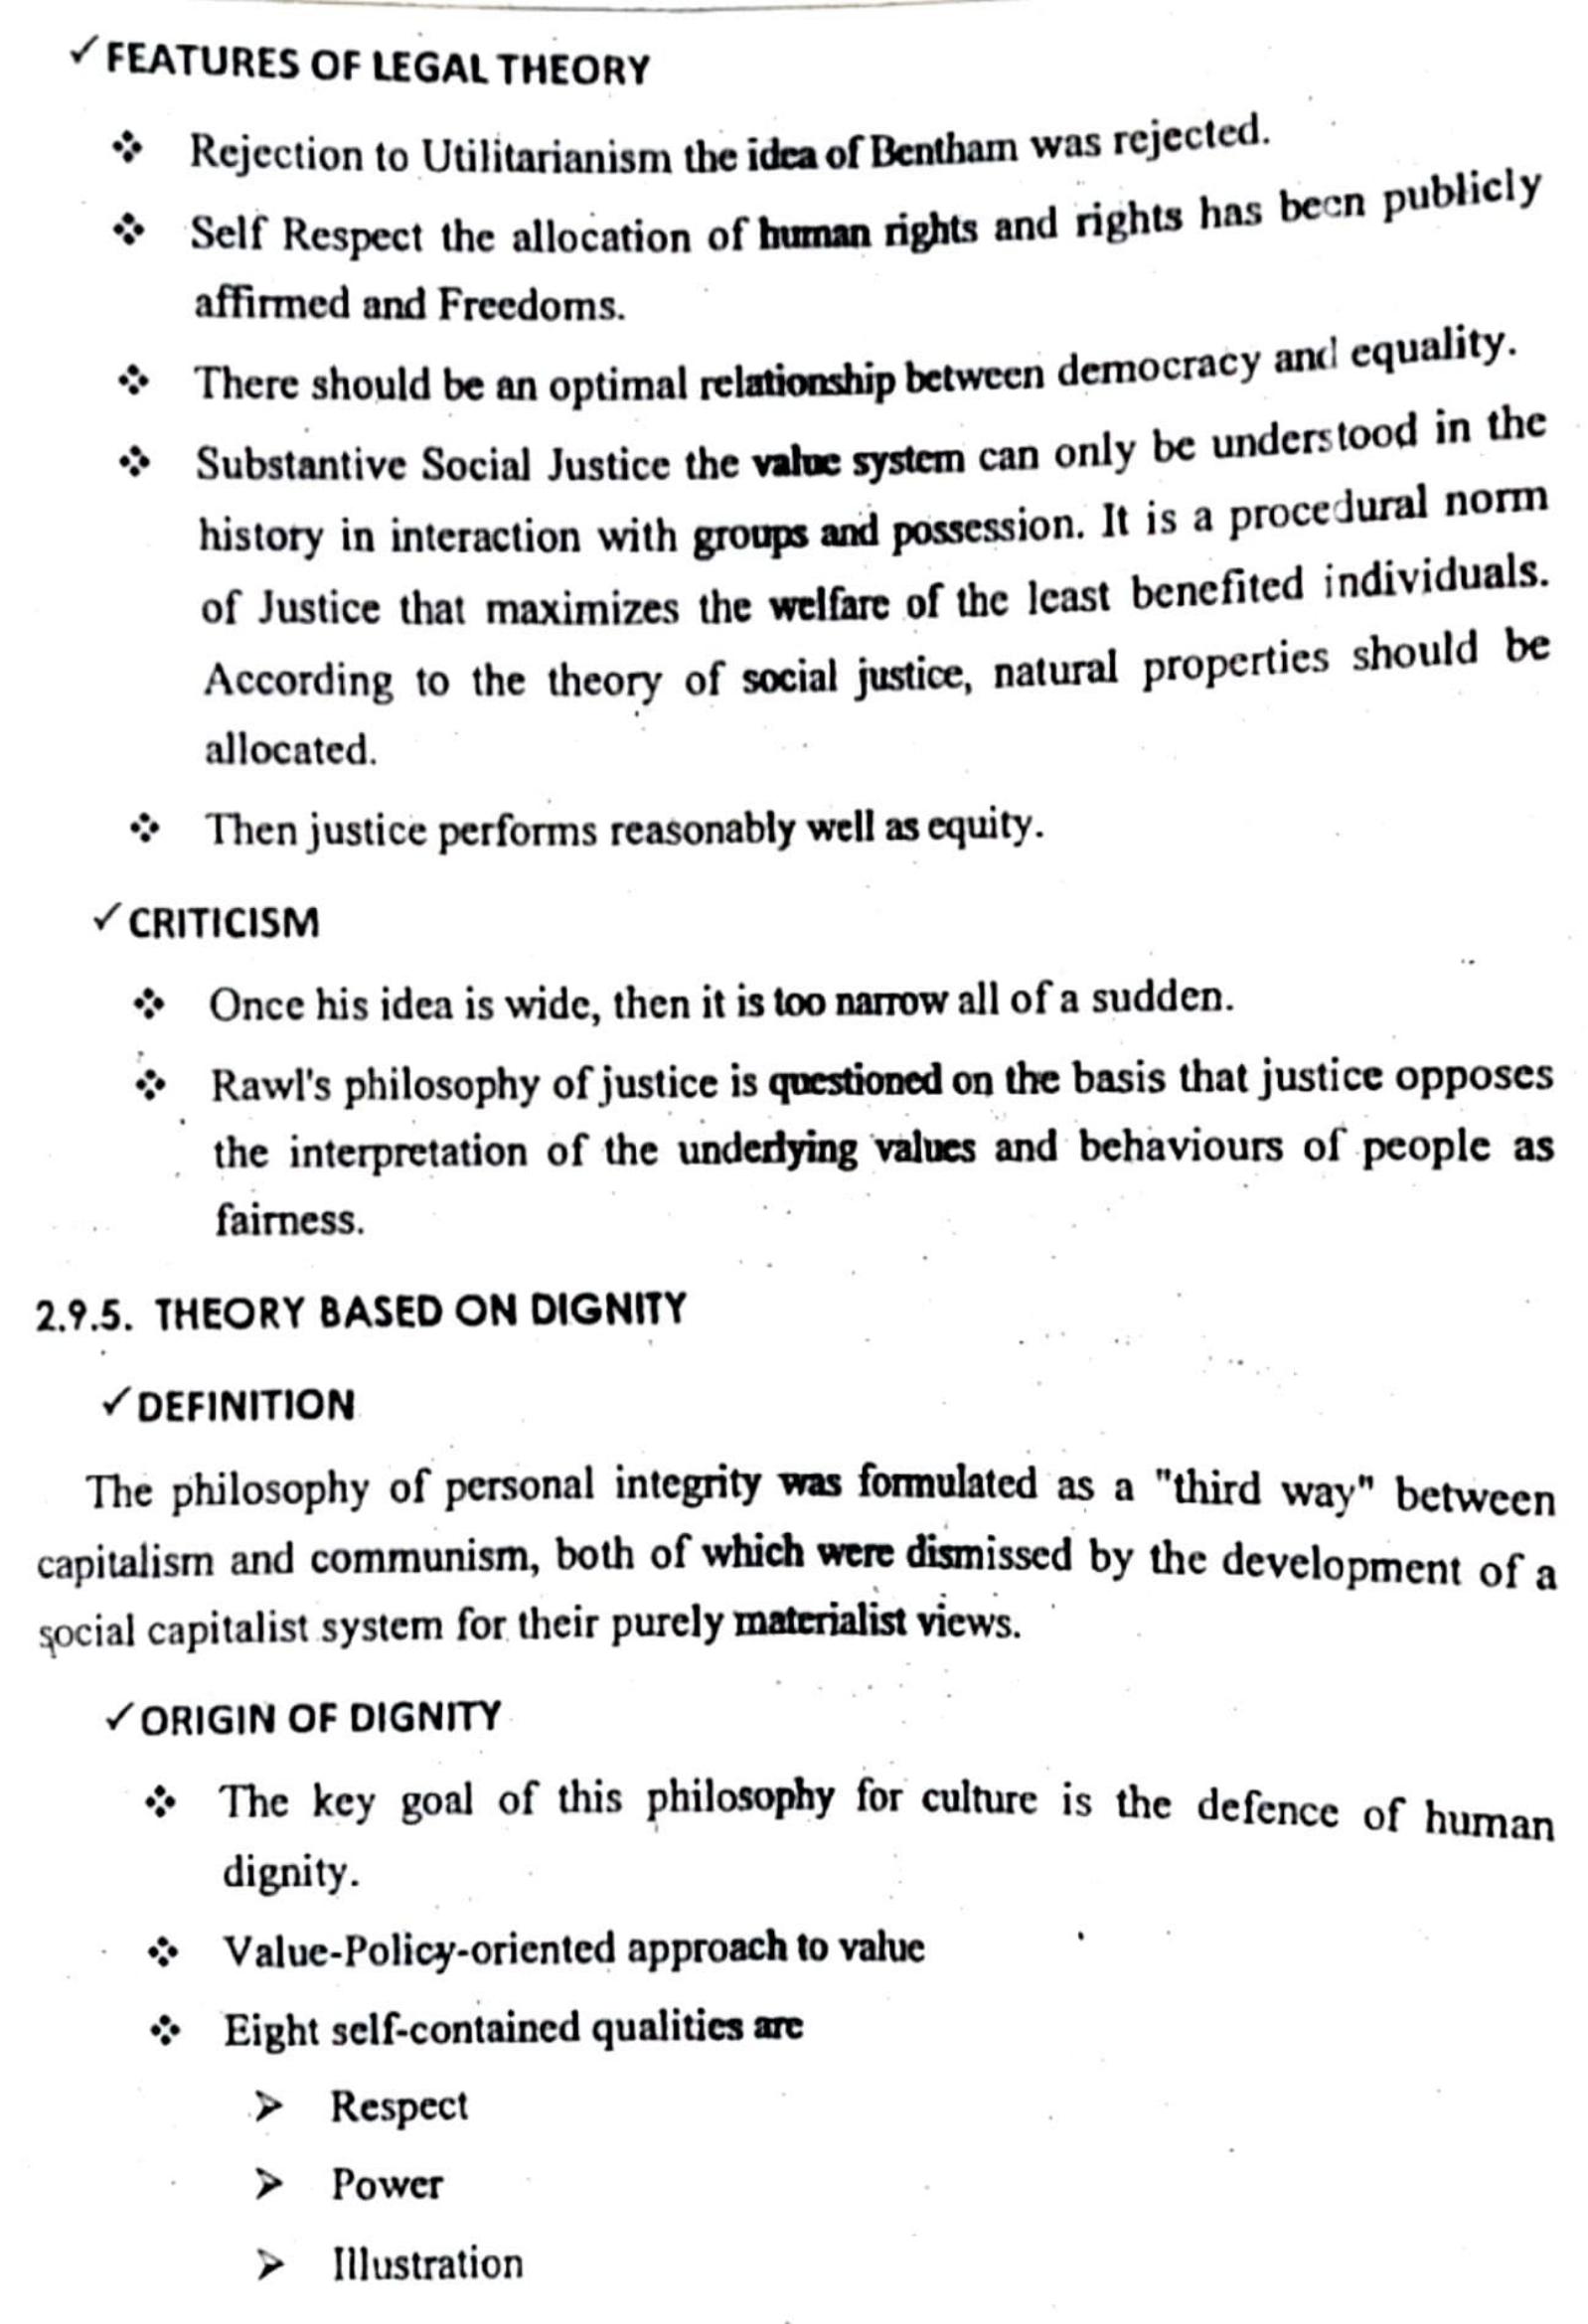 ✓ FEATURES OF LEGAL THEORY
❖ Rejection to Utilitarianism the idea of Bentham was rejected.
❖ Self Respect the allocation of human rights and rights has been publicly
affirmed and Freedoms.
❖ There should be an optimal relationship between democracy and equality.
❖ Substantive Social Justice the value system can only be understood in the
history in interaction with groups and possession. It is a procedural norm
of Justice that maximizes the welfare of the least benefited individuals.
According to the theory of social justice, natural properties should be
allocated.
❖ Then justice performs reasonably well as equity.
✓ CRITICISM
❖ Once his idea is wide, then it is too narrow all of a sudden.
❖ Rawl's philosophy of justice is questioned on the basis that justice opposes
the interpretation of the underlying values and behaviours of people as
fairness.
2.9.5. THEORY BASED ON DIGNITY
✓ DEFINITION
The philosophy of personal integrity was formulated as a "third way" between
capitalism and communism, both of which were dismissed by the development of a
social capitalist system for their purely materialist views.
✓ ORIGIN OF DIGNITY
❖ The key goal of this philosophy for culture is the defence of human
dignity.
❖ Value-Policy-oriented approach to value
❖ Eight self-contained qualities are
➢ Respect
➢ Power
➢ Illustration